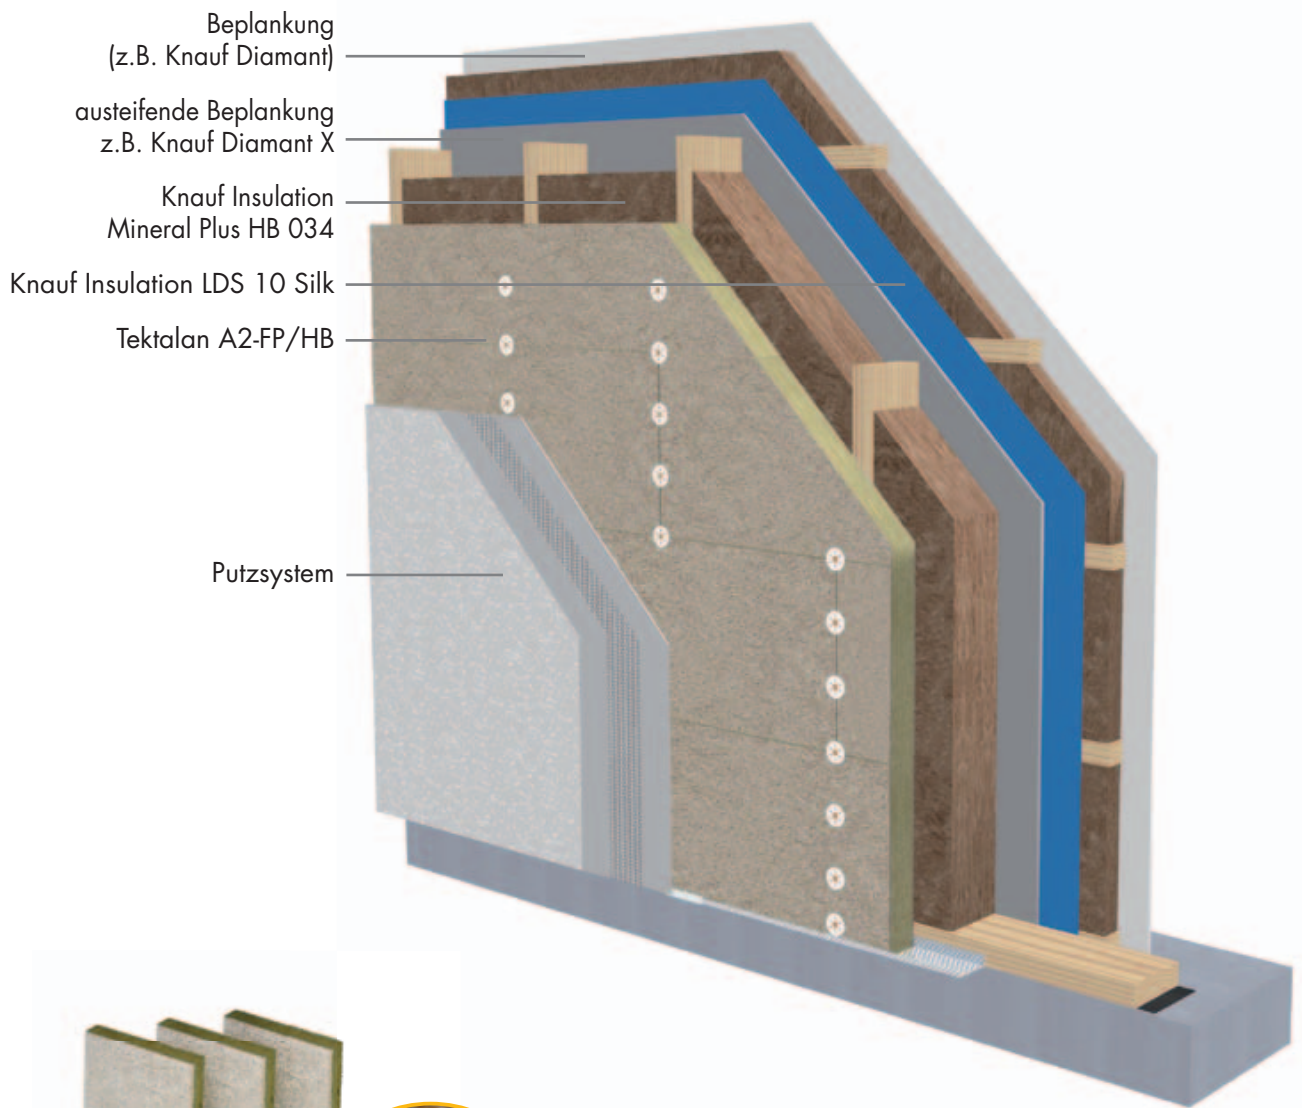 Beplankung
(z.B. Knauf Diamant)
austeifende Beplankung
z.B. Knauf Diamant X
Knauf Insulation
Mineral Plus HB 034
Knauf Insulation LDS 10 Silk
Tektalan A2-FP/HB
Putzsystem